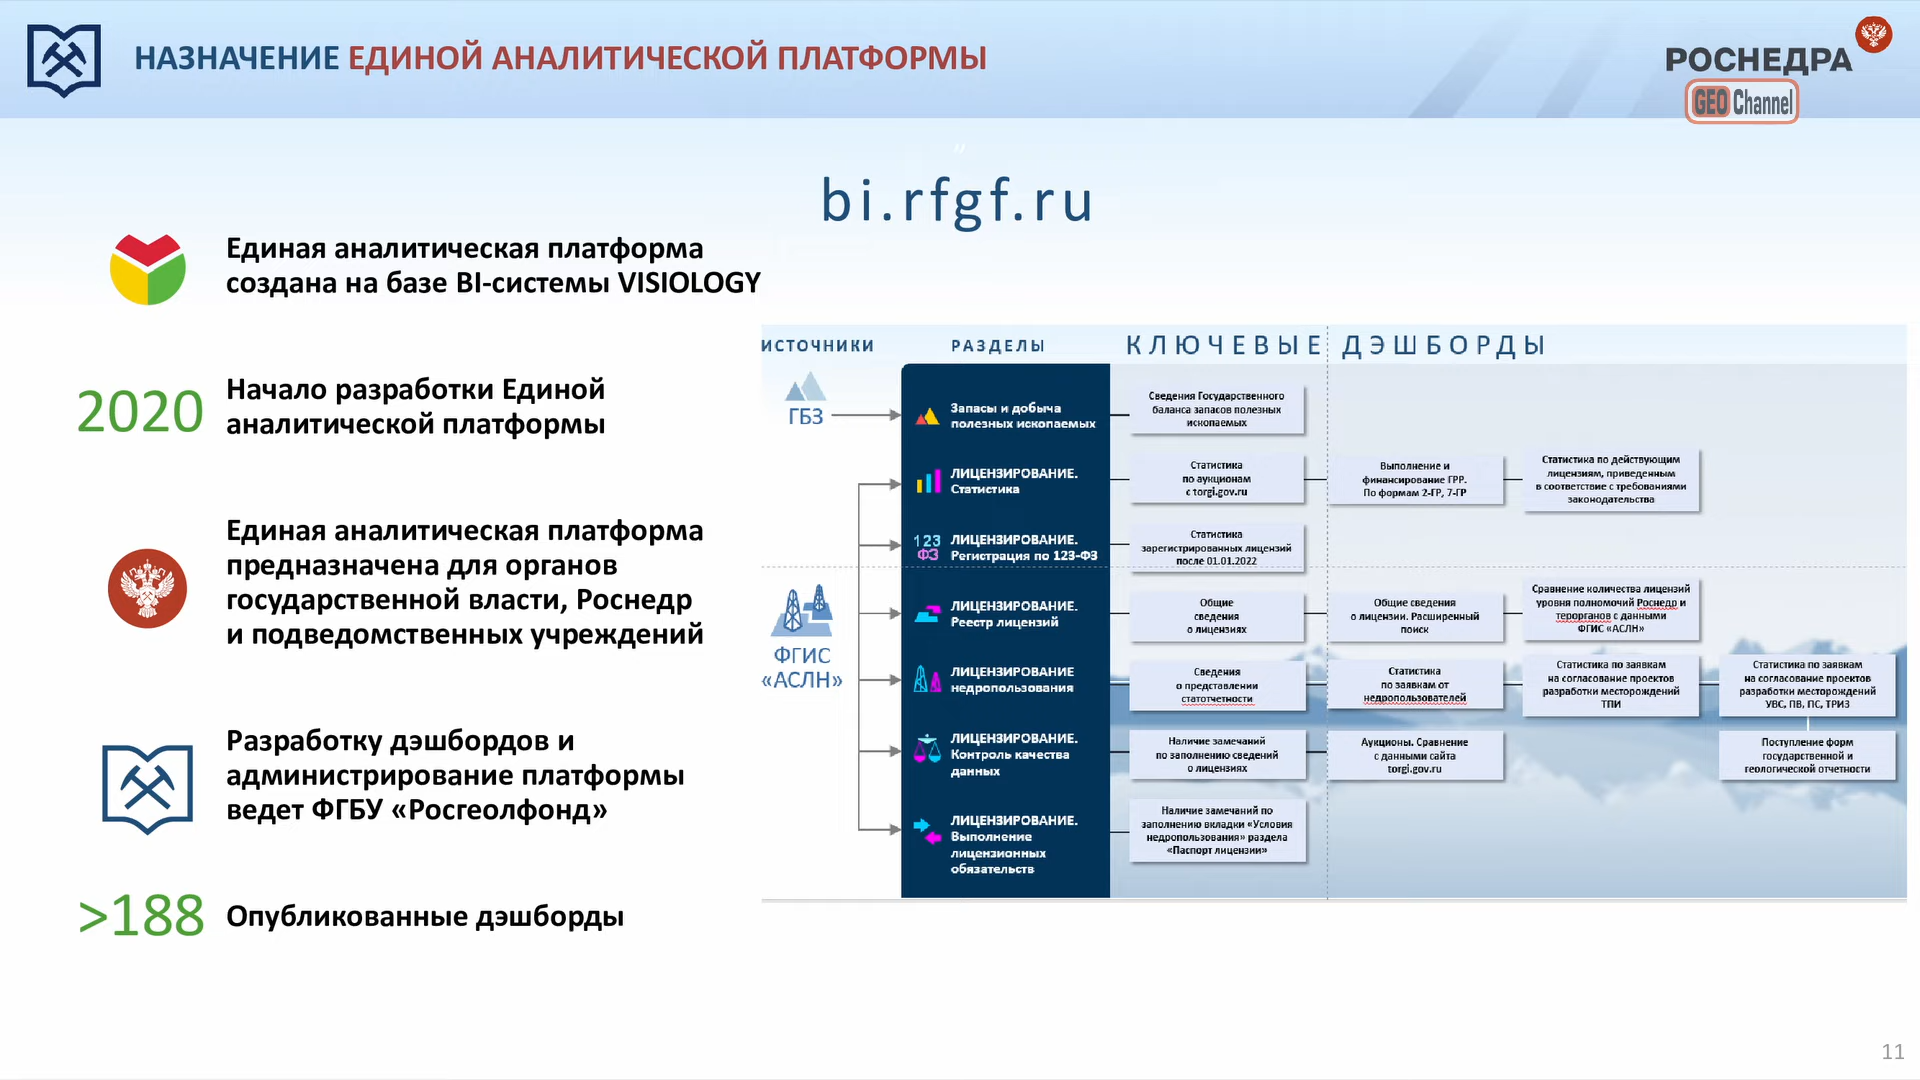 НАЗНАЧЕНИЕ ЕДИНОЙ АНАЛИТИЧЕСКОЙ ПЛАТФОРМЫ
РОСНЕДРА
GEO Channel
bi.rfgf.ru
Единая аналитическая платформа
создана на базе BI-системы VISIOLOGY
2020
Начало разработки Единой
аналитической платформы
Единая аналитическая платформа
предназначена для органов
государственной власти, Роснедр
и подведомственных учреждений
Разработку дэшбордов и
администрирование платформы
ведет ФГБУ «Росгеолфонд»
>188
Опубликованные дэшборды
ИСТОЧНИКИ
РАЗДЕЛЫ
КЛЮЧЕВЫЕ ДЭШБОРДЫ
ГБЗ
Запасы и добыча
полезных ископаемых
Сведения Государственного
баланса запасов полезных
ископаемых
ЛИЦЕНЗИРОВАНИЕ.
Статистика
Статистика
по аукционам
с torgi.gov.ru
Выполнение и
финансирование ГРР.
По формам 2-ГР, 7-ГР
Статистика по действующим
лицензиям, приведенным
в соответствие с требованиями
законодательства
123
ФЗ
ЛИЦЕНЗИРОВАНИЕ.
Регистрация по 123-ФЗ
Статистика
зарегистрированных лицензий
после 01.01.2022
ФГИС
«АСЛН»
ЛИЦЕНЗИРОВАНИЕ.
Реестр лицензий
Общие
сведения
о лицензиях
Общие сведения
о лицензии. Расширенный
поиск
Сравнение количества лицензий
уровня полномочий Роснедр и
терорганов с данными
ФГИС «АСЛН»
ЛИЦЕНЗИРОВАНИЕ
недропользования
Сведения
о представлении
статотчетности
Статистика
по заявкам от
недропользователей
Статистика по заявкам
на согласование проектов
разработки месторождений
ТПИ
Статистика по заявкам
на согласование проектов
разработки месторождений
УВС, ПВ, ПС, ТРИЗ
ЛИЦЕНЗИРОВАНИЕ.
Контроль качества
данных
Наличие замечаний
по заполнению сведений
о лицензиях
Аукционы. Сравнение
с данными сайта
torgi.gov.ru
Поступление форм
государственной и
геологической отчетности
ЛИЦЕНЗИРОВАНИЕ.
Выполнение
лицензионных
обязательств
Наличие замечаний по
заполнению вкладки «Условия
недропользования» раздела
«Паспорт лицензии»
11